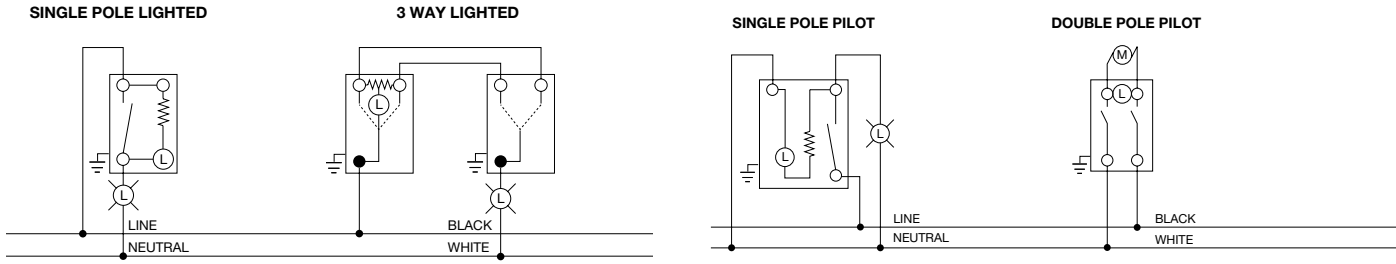 SINGLE POLE LIGHTED
3 WAY LIGHTED
SINGLE POLE PILOT
DOUBLE POLE PILOT
M
L
L
L
L
L
L
L
LINE
BLACK
NEUTRAL
WHITE
LINE
BLACK
NEUTRAL
WHITE